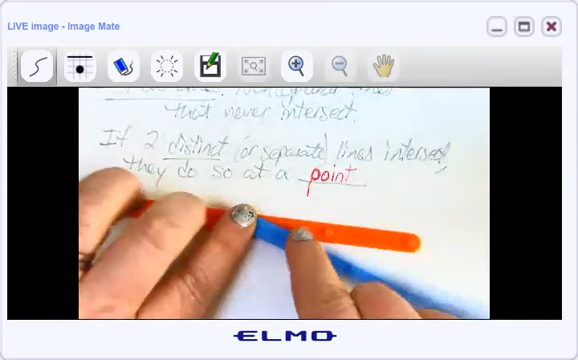 LIVE image - Image Mate
lines
that never intersect.
If 2 distinct (or separate) lines intersect,
they do so at a point
ELMO